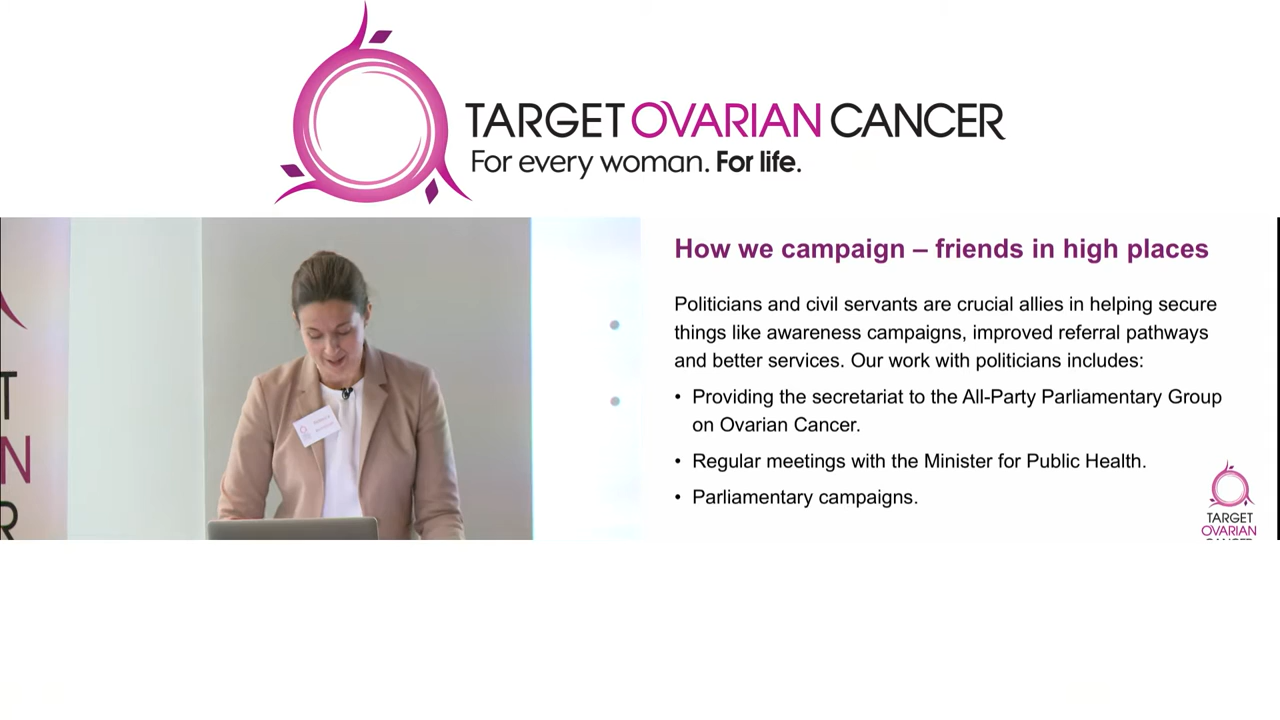 TARGET OVARIAN CANCER
For every woman. For life.
How we campaign – friends in high places
Politicians and civil servants are crucial allies in helping secure
things like awareness campaigns, improved referral pathways
and better services. Our work with politicians includes:
• Providing the secretariat to the All-Party Parliamentary Group
on Ovarian Cancer.
• Regular meetings with the Minister for Public Health.
• Parliamentary campaigns.
TARGET
OVARIAN
CANCER
T
N
R